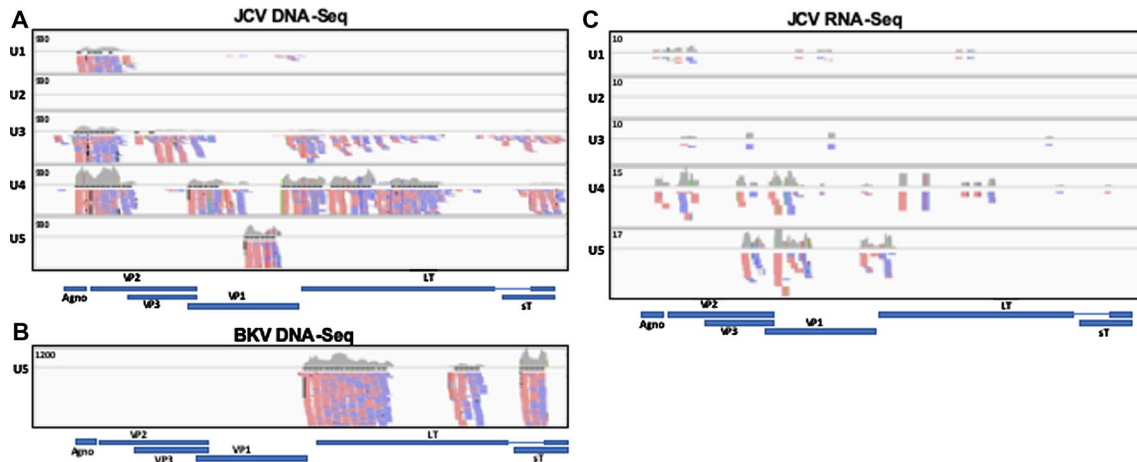 A
JCV DNA-Seq
U1
U2
U3
U4
U5
VP2
LT
Agno
VP3
VP1
sT
B
BKV DNA-Seq
1200
U5
VP2
LT
Agno
VP3
VP1
sT
C
JCV RNA-Seq
10
U1
10
U2
10
U3
15
U4
17
U5
VP2
LT
Agno
VP3
VP1
sT